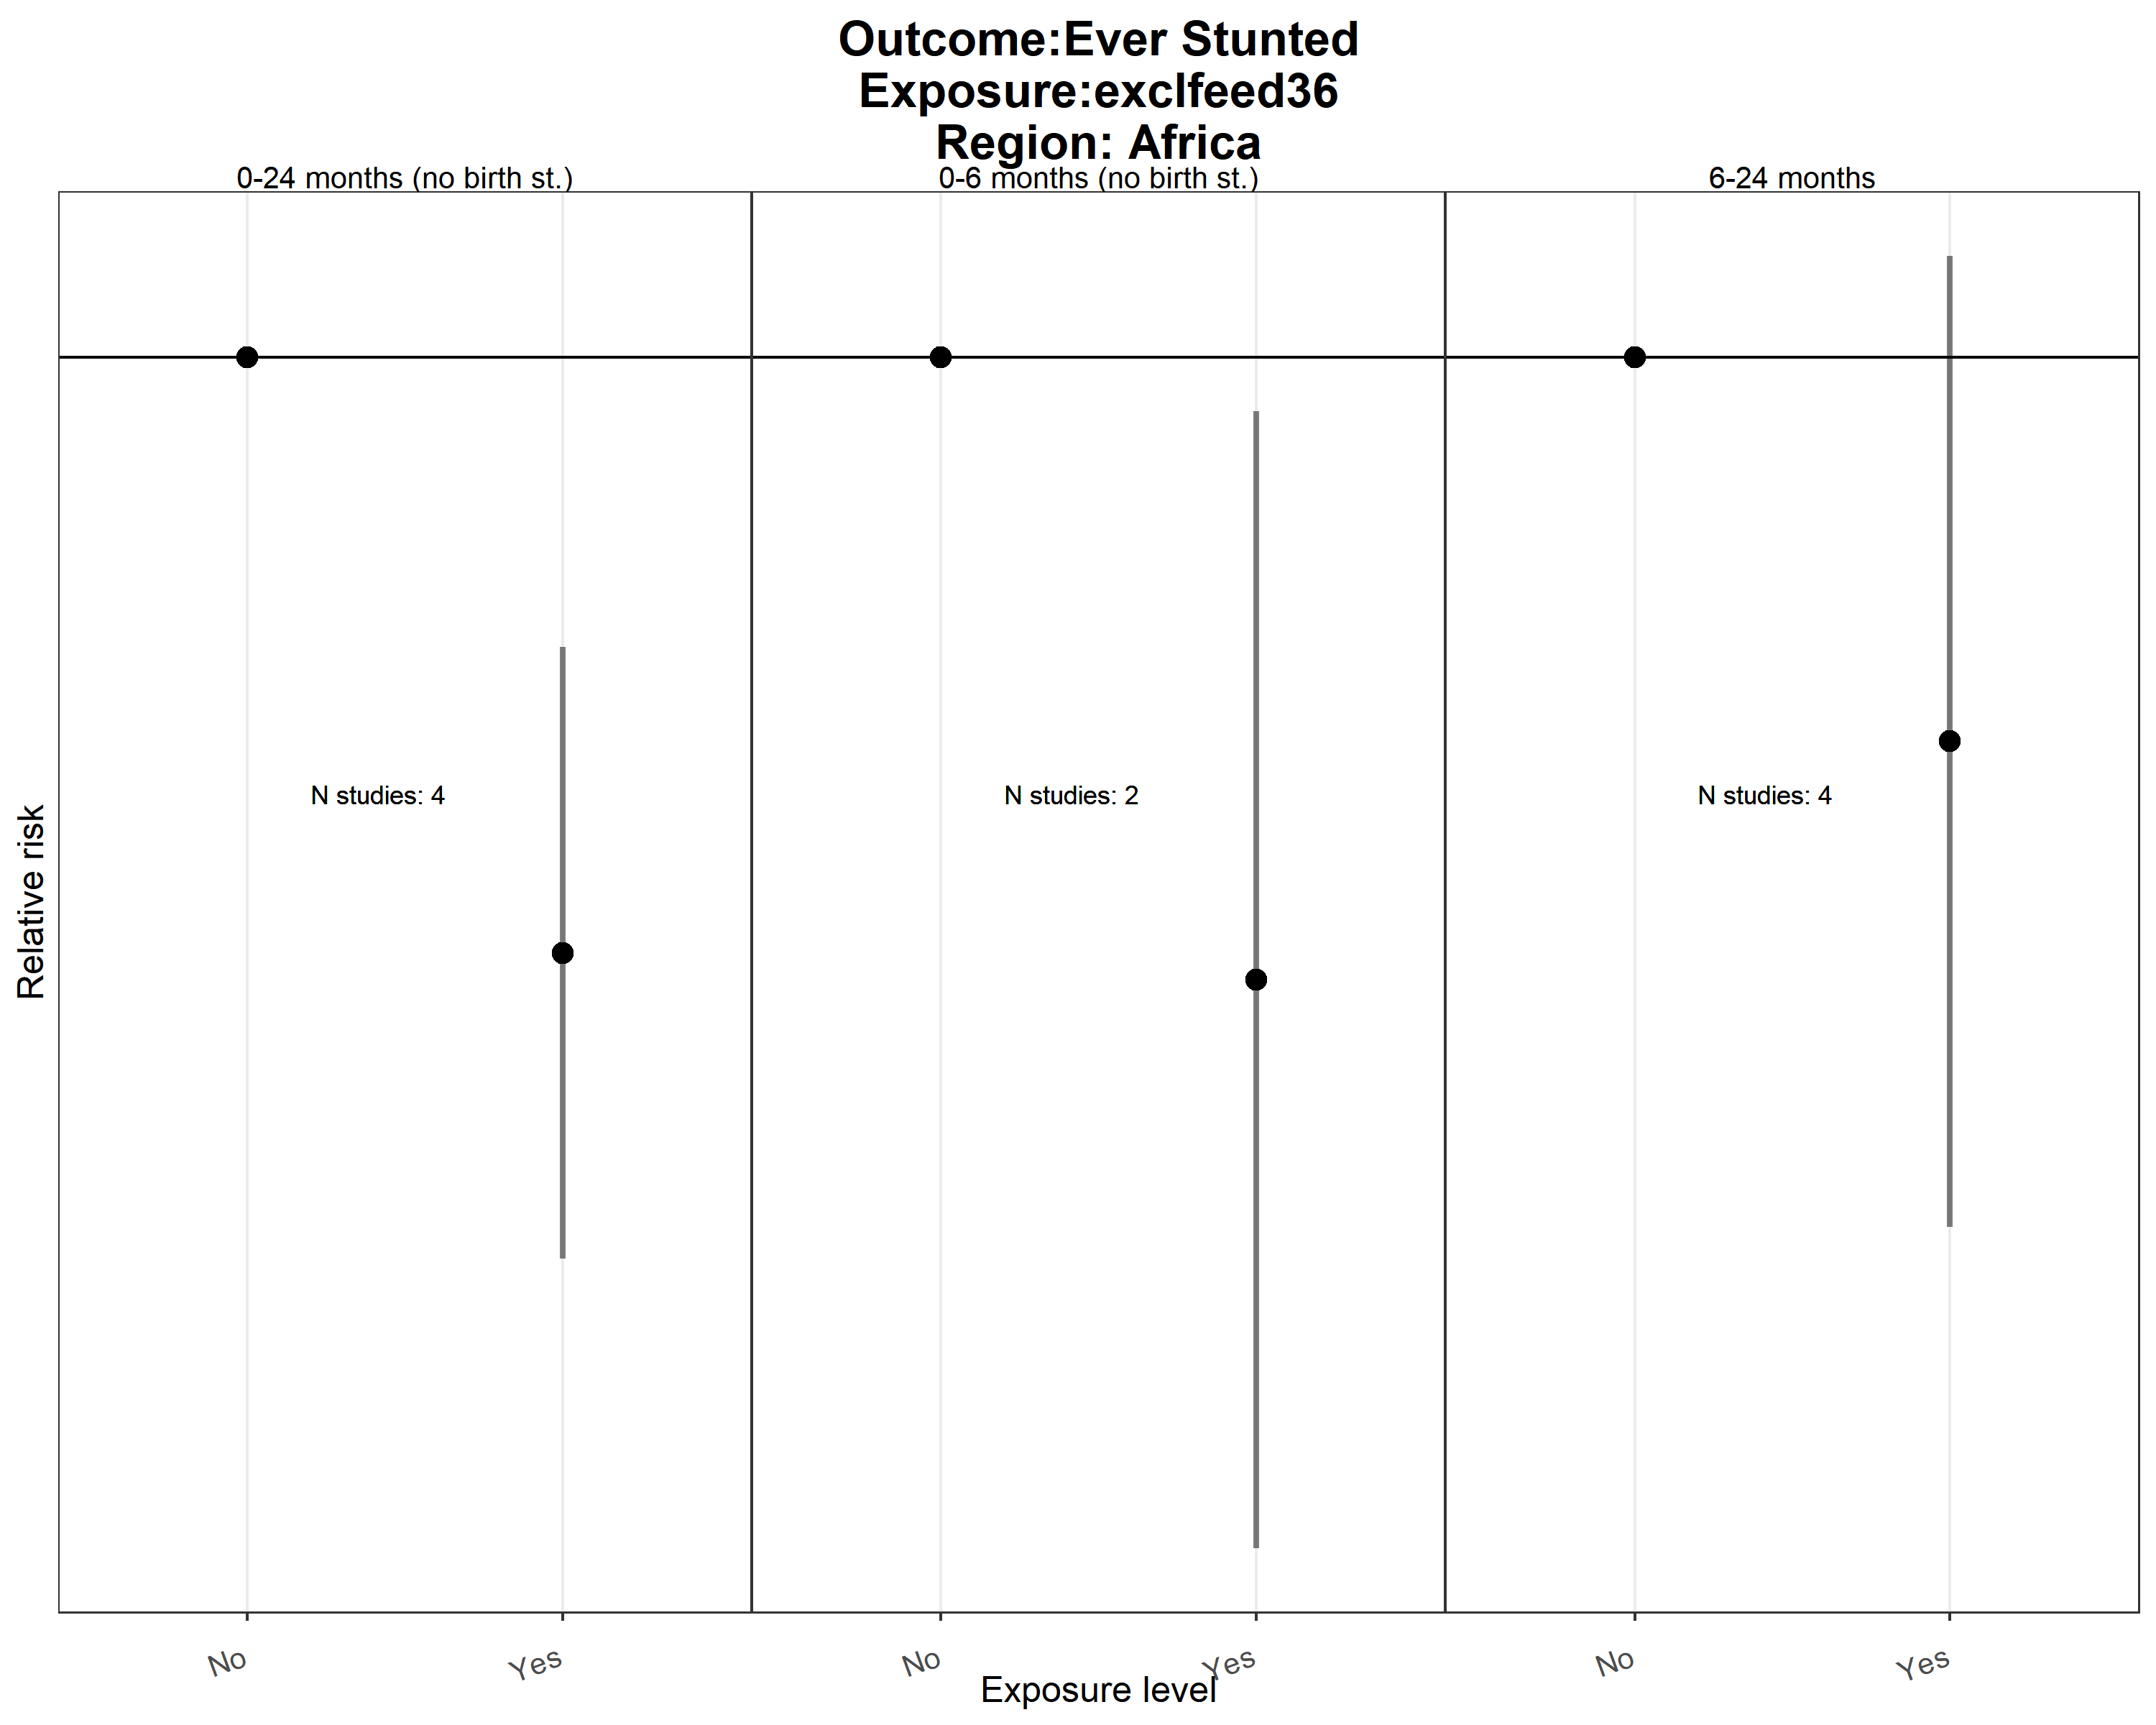 Outcome:Ever Stunted
Exposure:exclfeed36
Region: Africa
0-24 months (no birth st.)
0-6 months (no birth st.)
6-24 months
Relative risk
N studies: 4
N studies: 2
N studies: 4
No
Yes
No
Yes
No
Yes
Exposure level